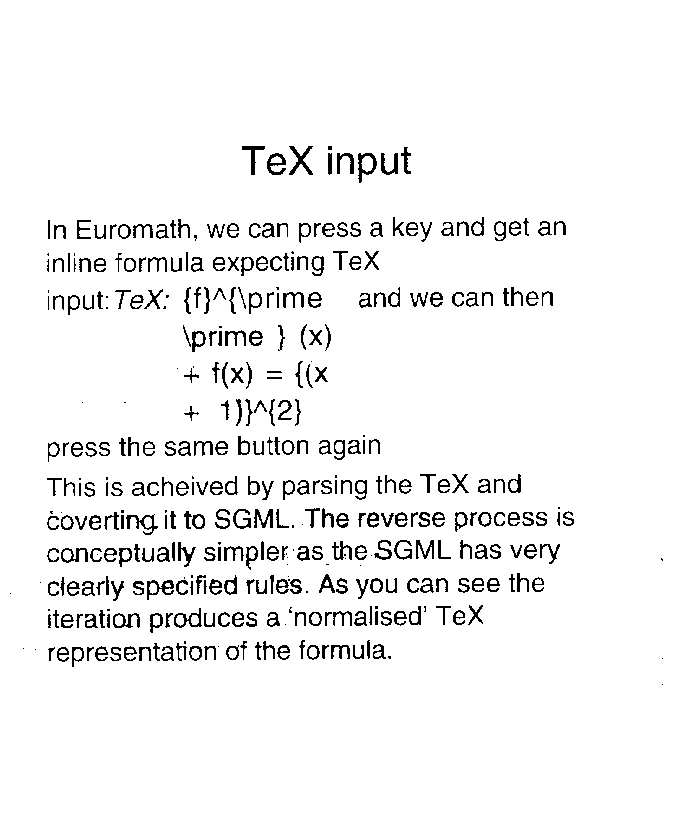 TeX input
In Euromath, we can press a key and get an
inline formula expecting TeX
input: TeX: {f}^{\prime and we can then
\prime } (x)
+ f(x) = {(x
+ 1)}^{2}
press the same button again
This is acheived by parsing the TeX and
coverting it to SGML. The reverse process is
conceptually simpler as the SGML has very
clearly specified rules. As you can see the
iteration produces a 'normalised' TeX
representation of the formula.